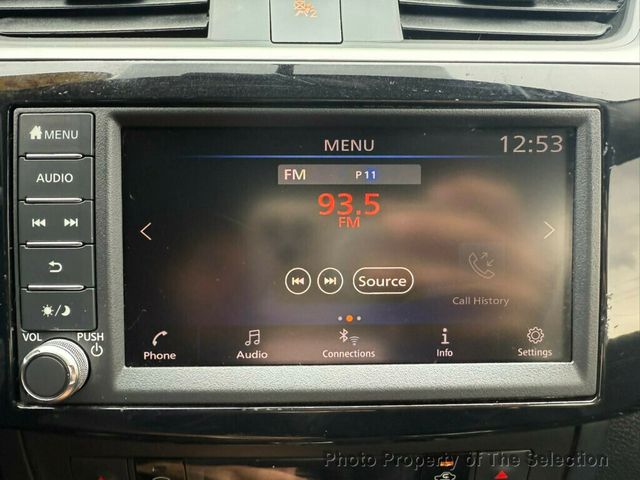 MENU
MENU
12:53
AUDIO
FM
P11
93.5
FM
Source
Call History
VOL
PUSH
Phone
Audio
Connections
Info
Settings
Photo Property of The Selection